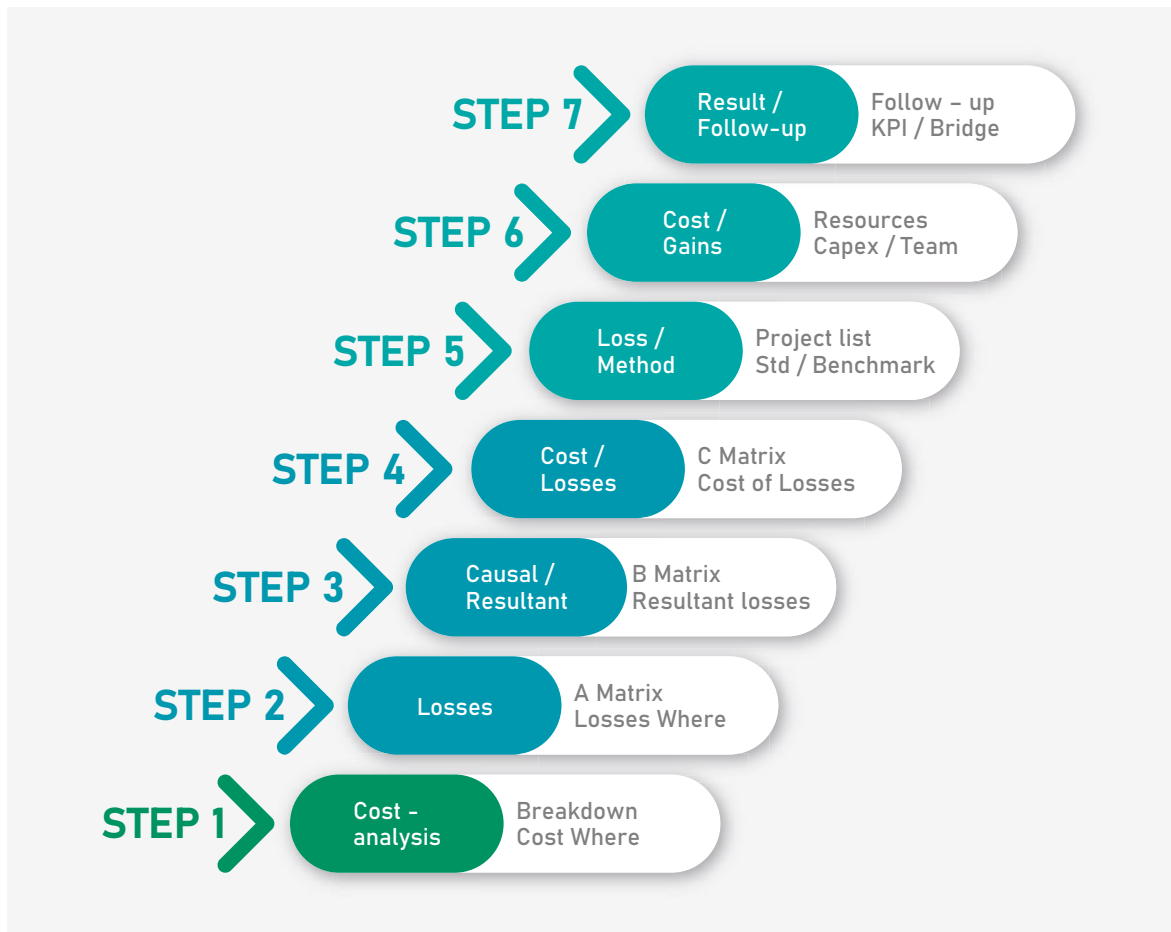 STEP 7
Result /
Follow-up
Follow – up
KPI / Bridge
STEP 6
Cost /
Gains
Resources
Capex / Team
STEP 5
Loss /
Method
Project list
Std / Benchmark
STEP 4
Cost /
Losses
C Matrix
Cost of Losses
STEP 3
Causal /
Resultant
B Matrix
Resultant losses
STEP 2
Losses
A Matrix
Losses Where
STEP 1
Cost -
analysis
Breakdown
Cost Where